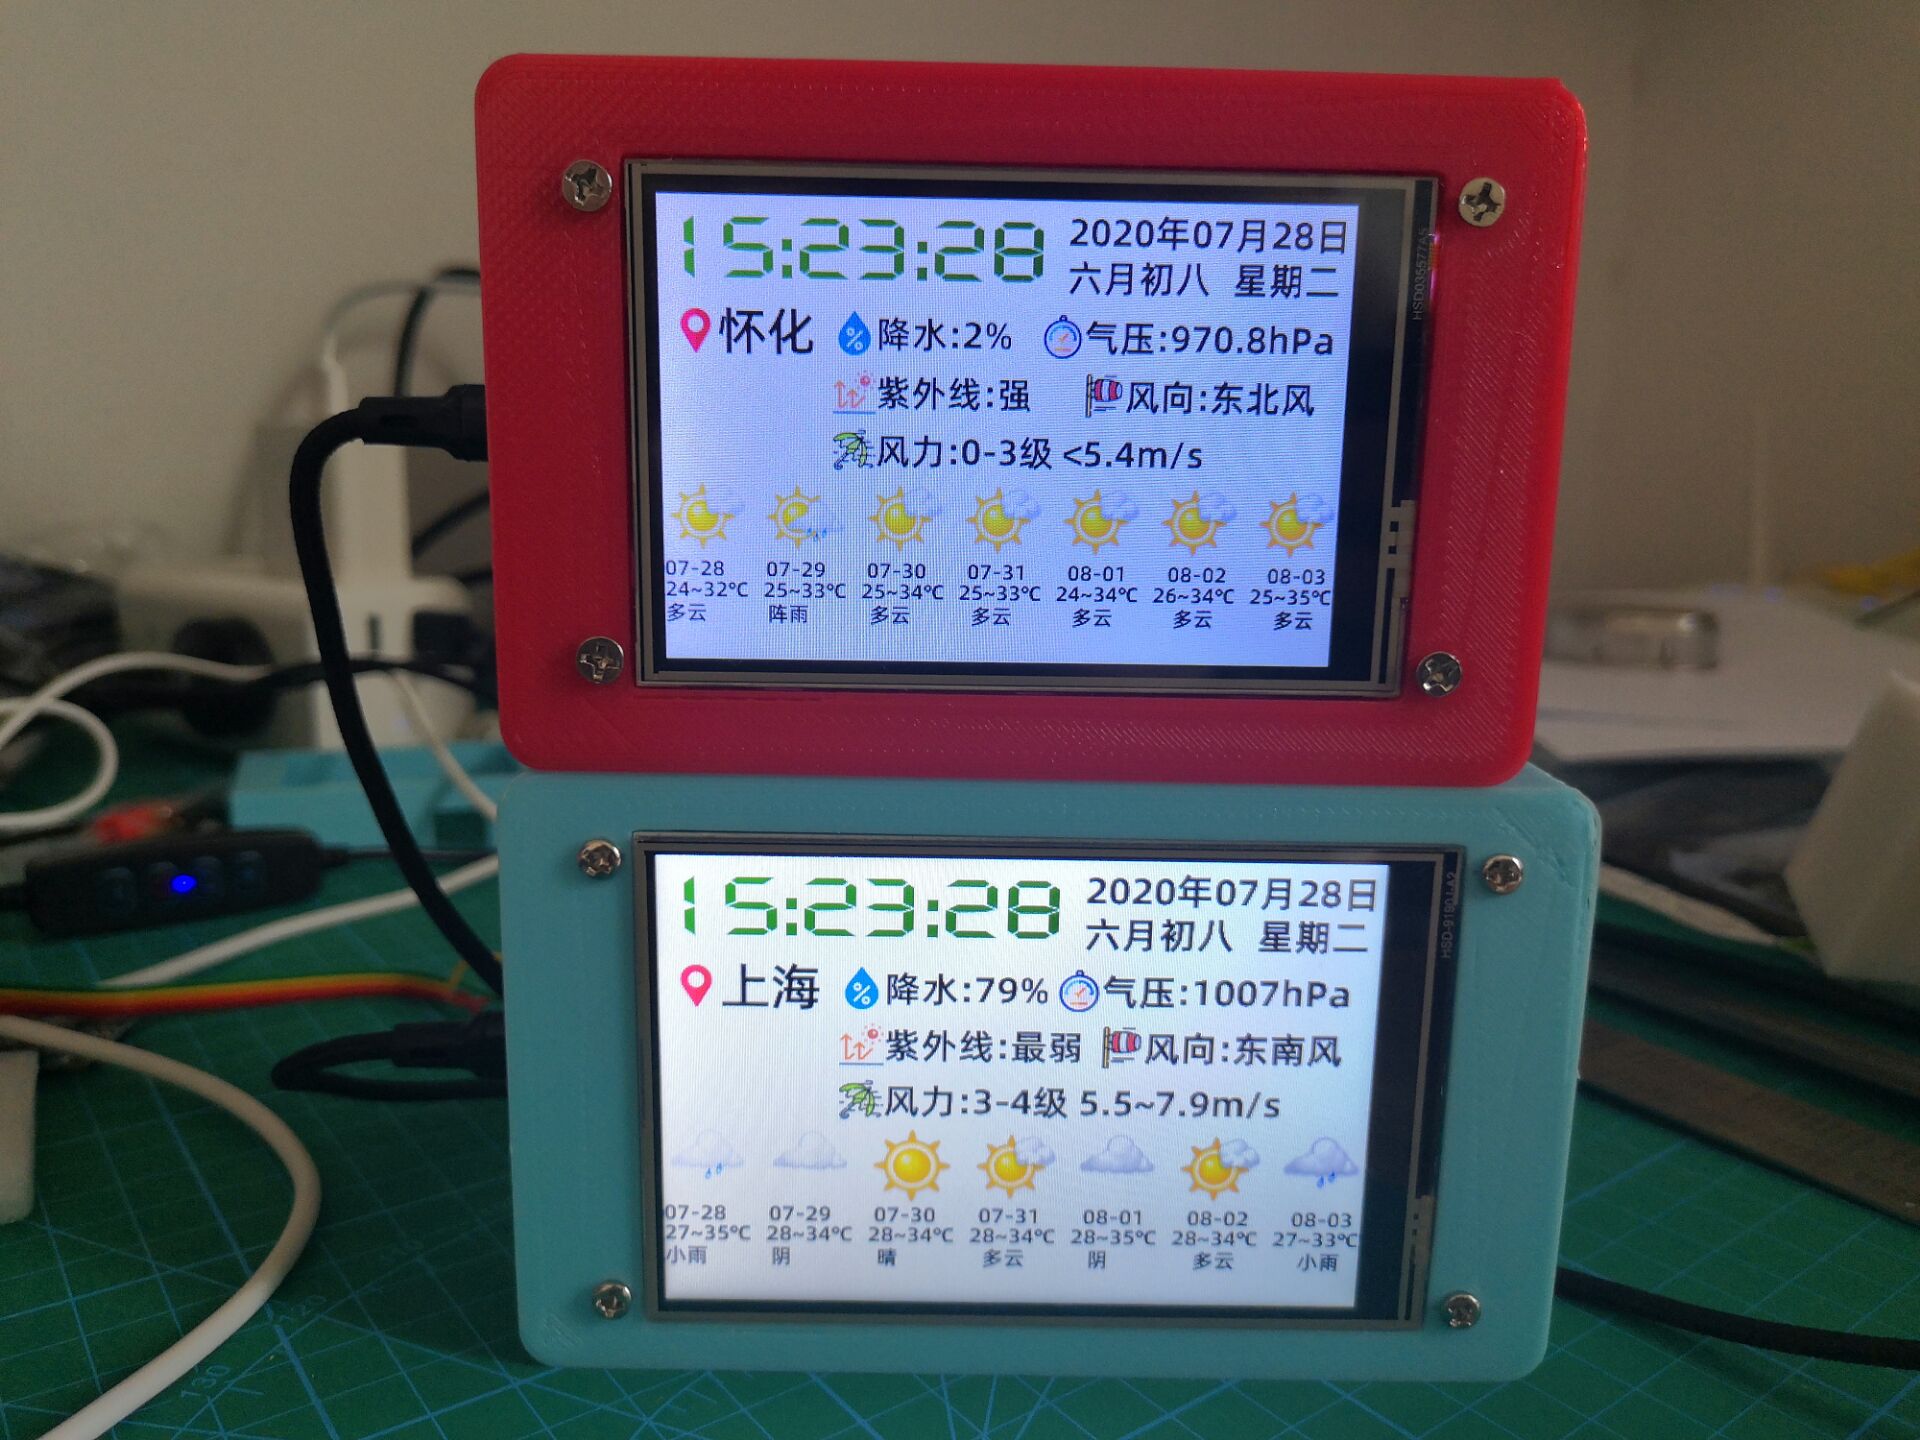 15:23:28
2020年07月28日
六月初八 星期二
怀化 降水:2% 气压:970.8hPa
紫外线:强 风向:东北风
风力:0-3级 <5.4m/s
07-28 07-29 07-30 07-31 08-01 08-02 08-03
24~32℃ 25~33℃ 25~34℃ 25~33℃ 24~34℃ 26~34℃ 25~35℃
多云 阵雨 多云 多云 多云 多云 多云
HSD035577A5
15:23:28
2020年07月28日
六月初八 星期二
上海 降水:79% 气压:1007hPa
紫外线:最弱 风向:东南风
风力:3-4级 5.5~7.9m/s
07-28 07-29 07-30 07-31 08-01 08-02 08-03
27~35℃ 28~34℃ 28~34℃ 28~34℃ 28~35℃ 28~34℃ 27~33℃
小雨 阴 晴 多云 阴 多云 小雨
130